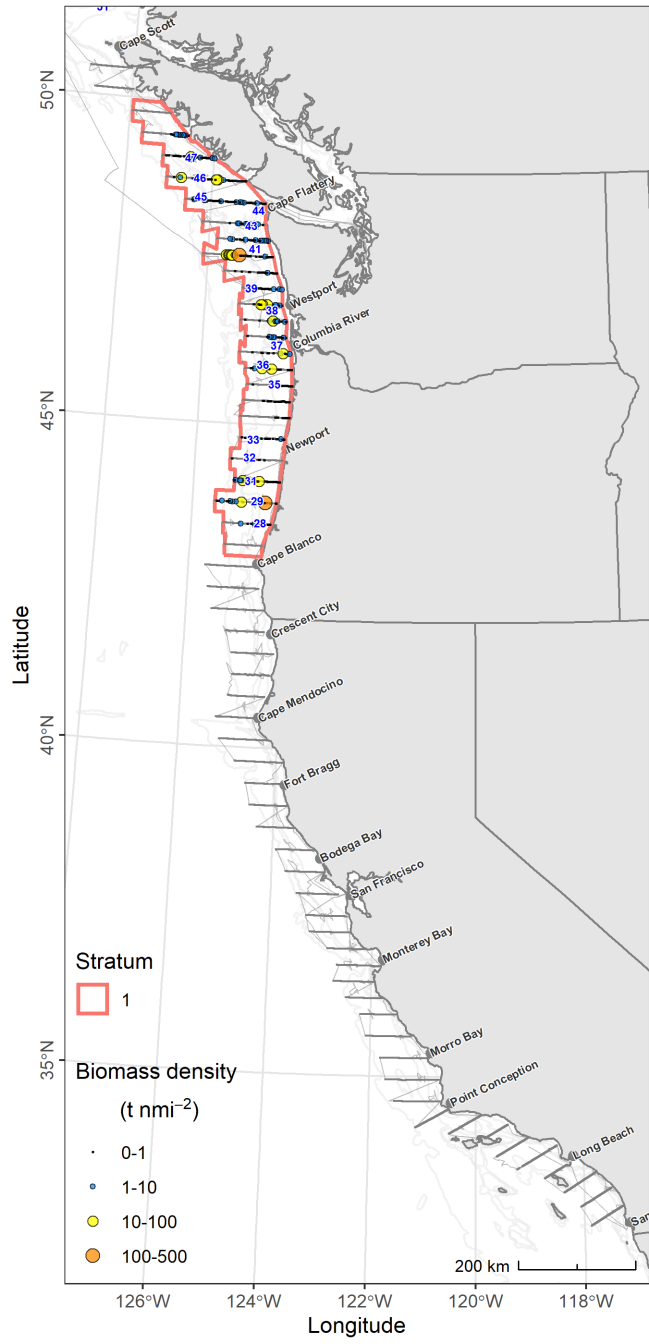 Cape Scott
50°N
47
46
45
Cape Flattery
44
43
41
39
Westport
38
Columbia River
37
36
35
45°N
33
Newport
32
31
29
28
Cape Blanco
Crescent City
Latitude
Cape Mendocino
40°N
Fort Bragg
Bodega Bay
San Francisco
Monterey Bay
Stratum
1
Morro Bay
35°N
Biomass density
(t nmi−2)
Point Conception
0-1
Long Beach
1-10
10-100
San
100-500
200 km
126°W
124°W
122°W
120°W
118°W
Longitude